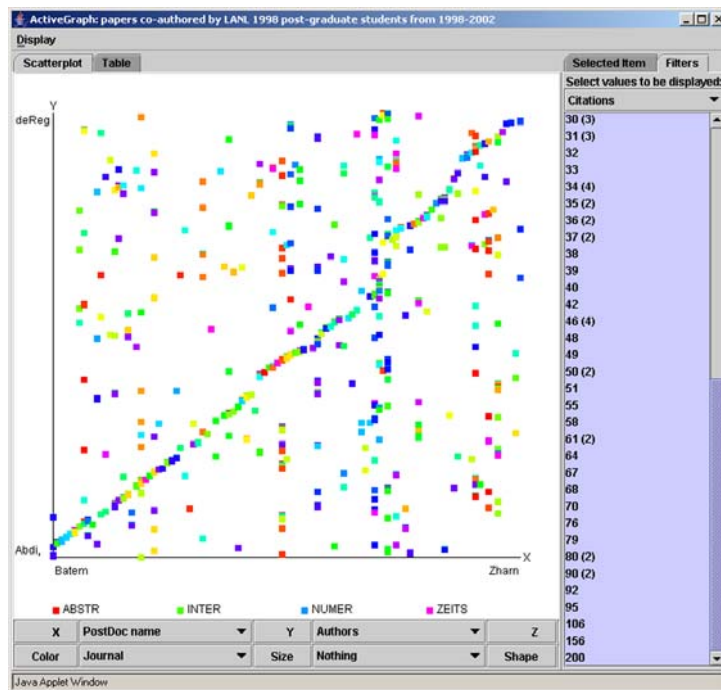 ActiveGraph: papers co-authored by LANL 1998 post-graduate students from 1998-2002
Display
Scatterplot Table
Selected Item Filters
Select values to be displayed:
Citations
Y
deReg
Abdi,
X
Batem Zharn
ABSTR INTER NUMER ZEITS
30 (3)
31 (3)
32
33
34 (4)
35 (2)
36 (2)
37 (2)
38
39
40
42
46 (4)
48
49
50 (2)
51
55
58
61 (2)
64
67
68
70
76
79
80 (2)
90 (2)
92
95
106
156
200
X PostDoc name Y Authors Z
Color Journal Size Nothing Shape
Java Applet Window